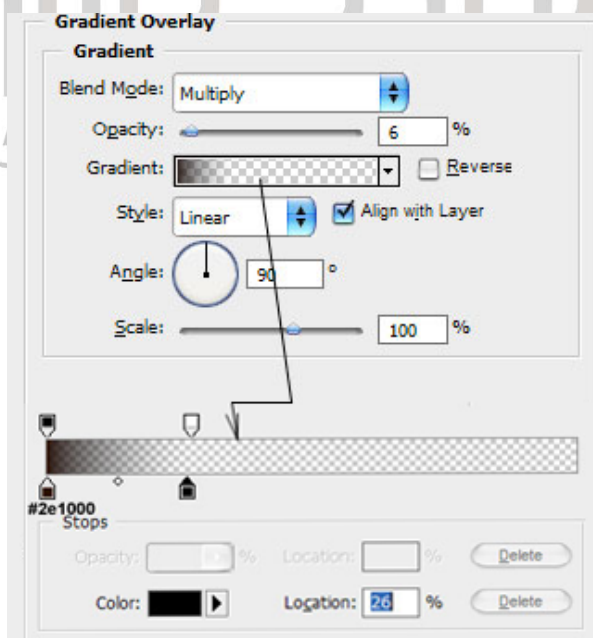 Gradient Overlay
Gradient
Blend Mode: Multiply
Opacity: 6 %
Gradient: Reverse
Style: Linear Align with Layer
Angle: 90 °
Scale: 100 %
#2e1000
Stops
Opacity: % Location: % Delete
Color: Location: 26 % Delete